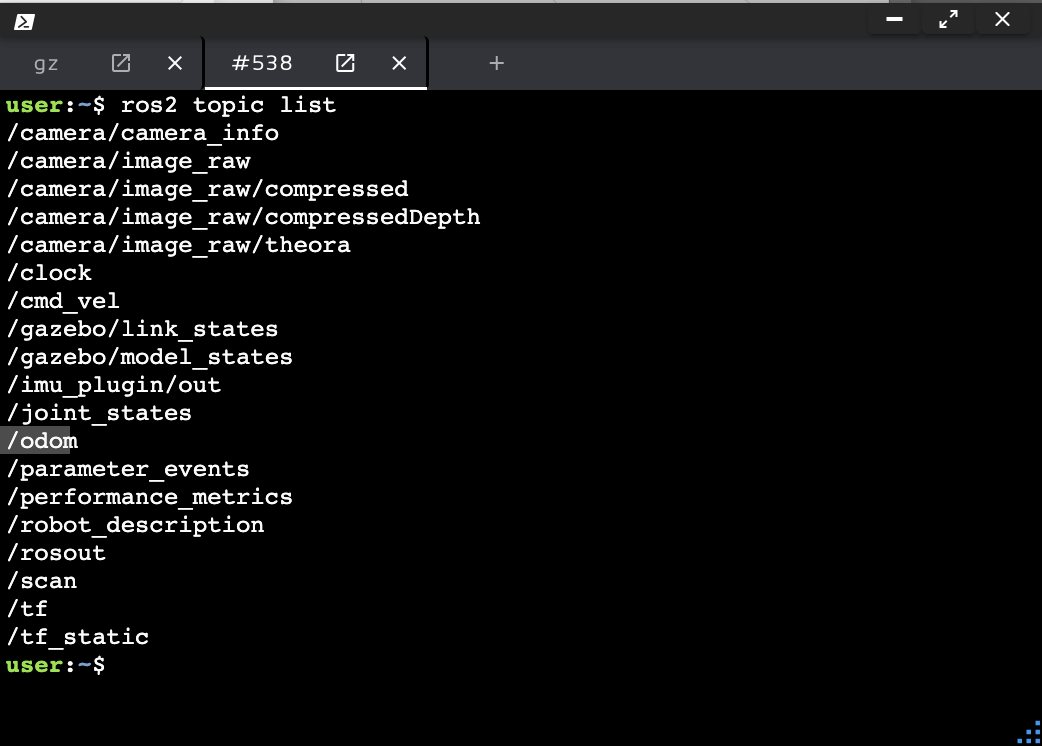 gz
#538
user:~$ ros2 topic list
/camera/camera_info
/camera/image_raw
/camera/image_raw/compressed
/camera/image_raw/compressedDepth
/camera/image_raw/theora
/clock
/cmd_vel
/gazebo/link_states
/gazebo/model_states
/imu_plugin/out
/joint_states
/odom
/parameter_events
/performance_metrics
/robot_description
/rosout
/scan
/tf
/tf_static
user:~$